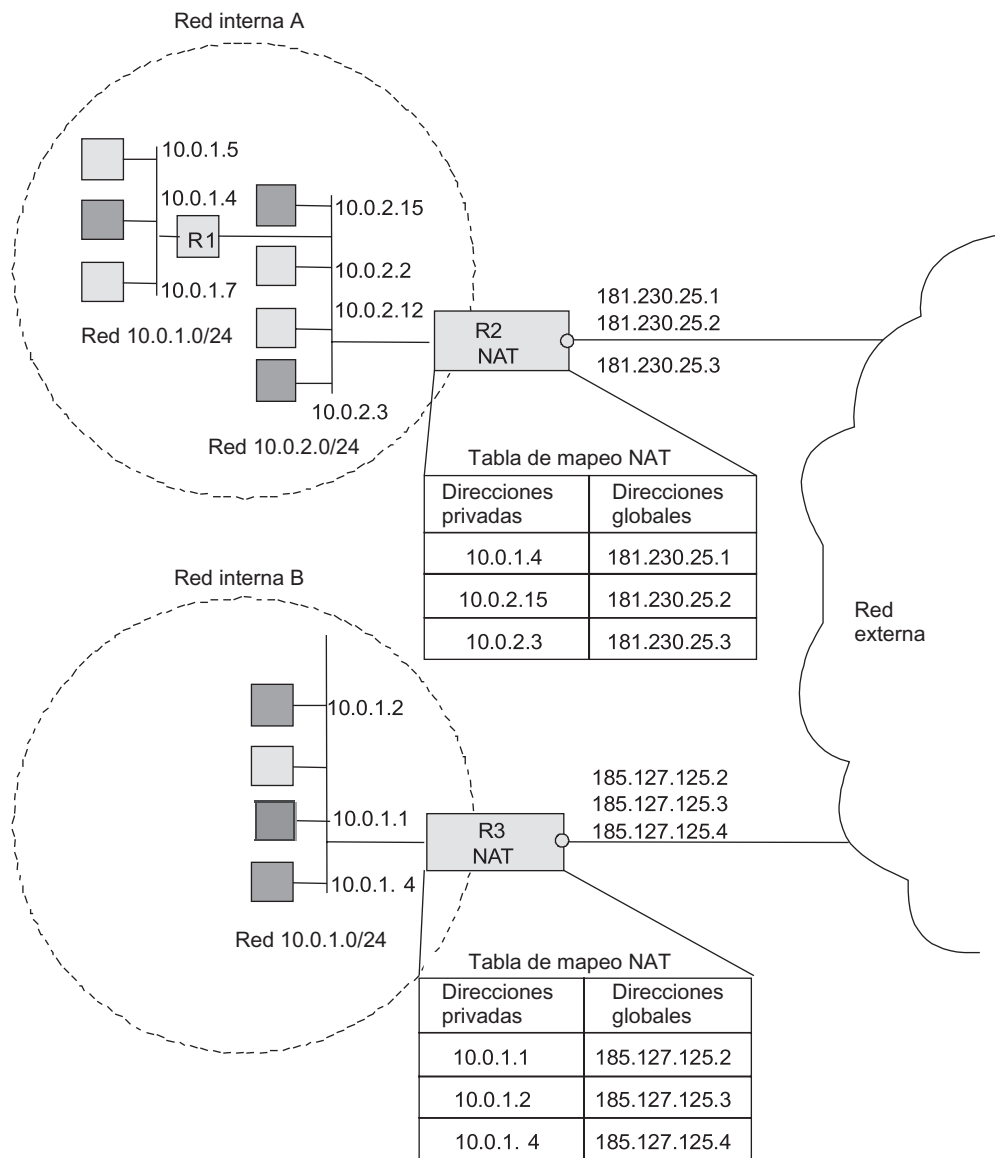 Red interna A
10.0.1.5
10.0.1.4
R1
10.0.1.7
Red 10.0.1.0/24
10.0.2.15
10.0.2.2
10.0.2.12
10.0.2.3
Red 10.0.2.0/24
R2
NAT
181.230.25.1
181.230.25.2
181.230.25.3
Tabla de mapeo NAT
Direcciones privadas
Direcciones globales
10.0.1.4
181.230.25.1
10.0.2.15
181.230.25.2
10.0.2.3
181.230.25.3
Red
externa
Red interna B
10.0.1.2
10.0.1.1
10.0.1. 4
Red 10.0.1.0/24
R3
NAT
185.127.125.2
185.127.125.3
185.127.125.4
Tabla de mapeo NAT
Direcciones privadas
Direcciones globales
10.0.1.1
185.127.125.2
10.0.1.2
185.127.125.3
10.0.1. 4
185.127.125.4